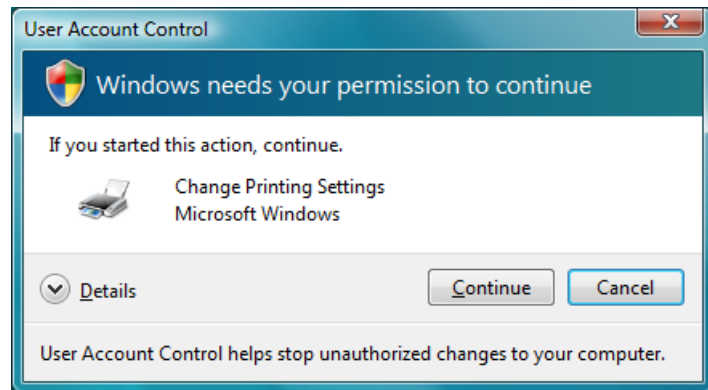 User Account Control
Windows needs your permission to continue
If you started this action, continue.
Change Printing Settings
Microsoft Windows
Details
Continue
Cancel
User Account Control helps stop unauthorized changes to your computer.